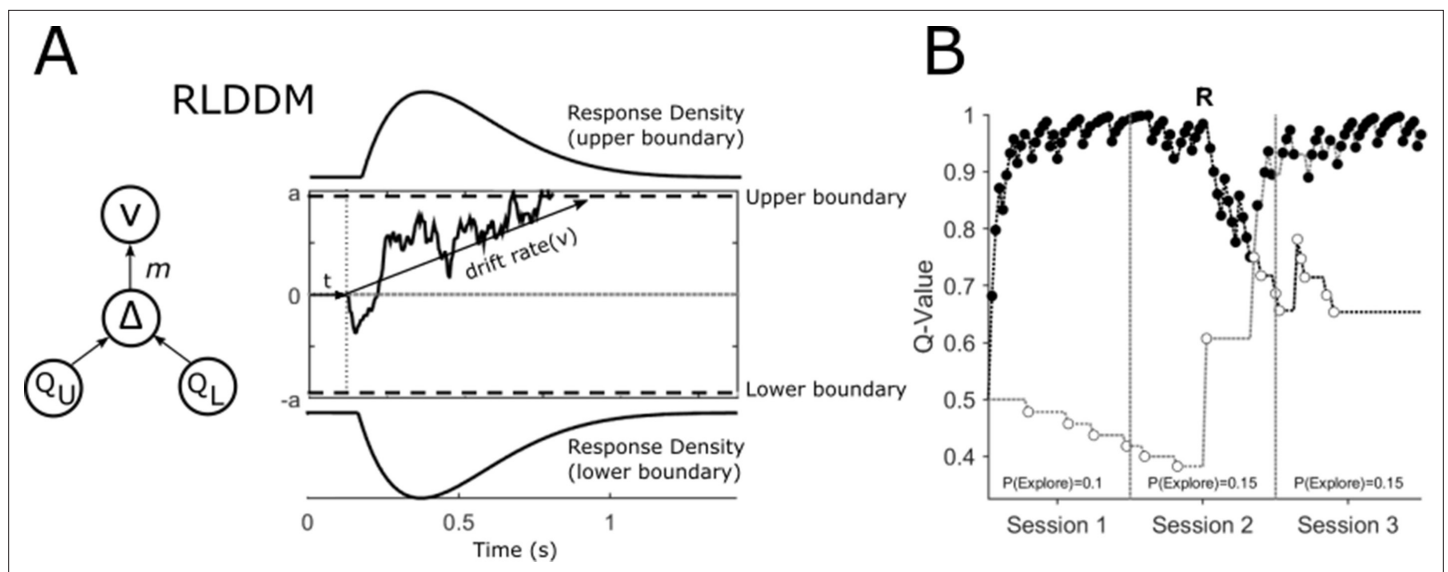 A
RLDDM
Response Density
(upper boundary)
a
Upper boundary
v
m
t
drift rate(v)
0
Δ
Q_U
Q_L
Lower boundary
-a
Response Density
(lower boundary)
0
0.5
1
Time (s)
B
R
1
0.9
0.8
0.7
0.6
0.5
0.4
Q-Value
P(Explore)=0.1
P(Explore)=0.15
P(Explore)=0.15
Session 1
Session 2
Session 3